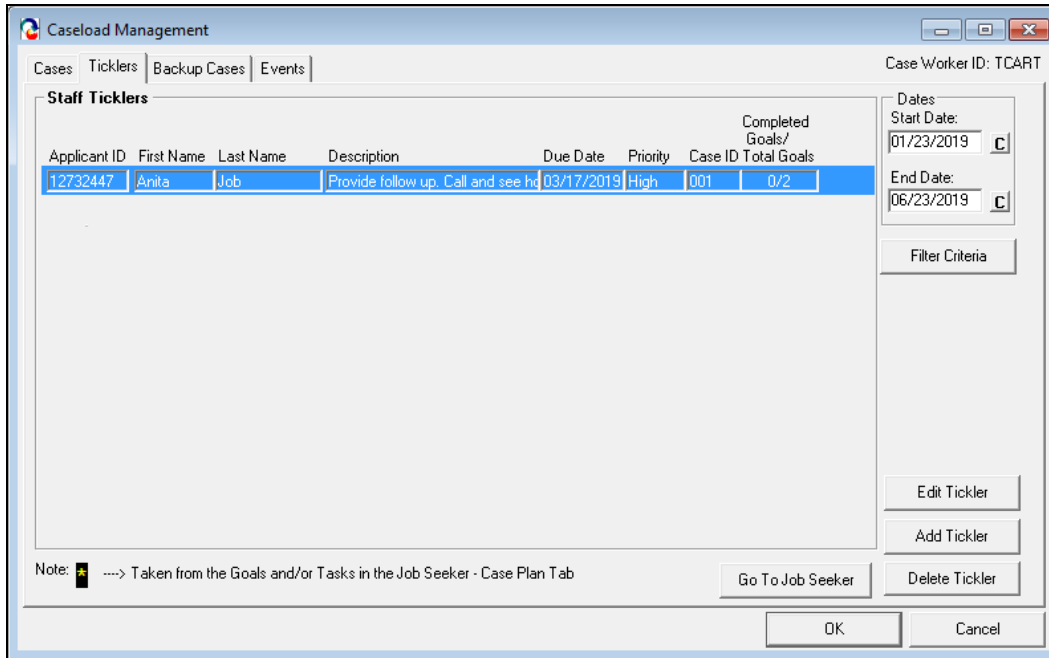 Caseload Management
Cases Ticklers Backup Cases Events
Case Worker ID: TCART
Staff Ticklers
Applicant ID First Name Last Name Description Due Date Priority Case ID Completed Goals/ Total Goals
12732447 Anita Job Provide follow up. Call and see ho 03/17/2019 High 001 0/2
Dates
Start Date:
01/23/2019 C
End Date:
06/23/2019 C
Filter Criteria
Edit Tickler
Add Tickler
Delete Tickler
Note: * ----> Taken from the Goals and/or Tasks in the Job Seeker - Case Plan Tab
Go To Job Seeker
OK Cancel